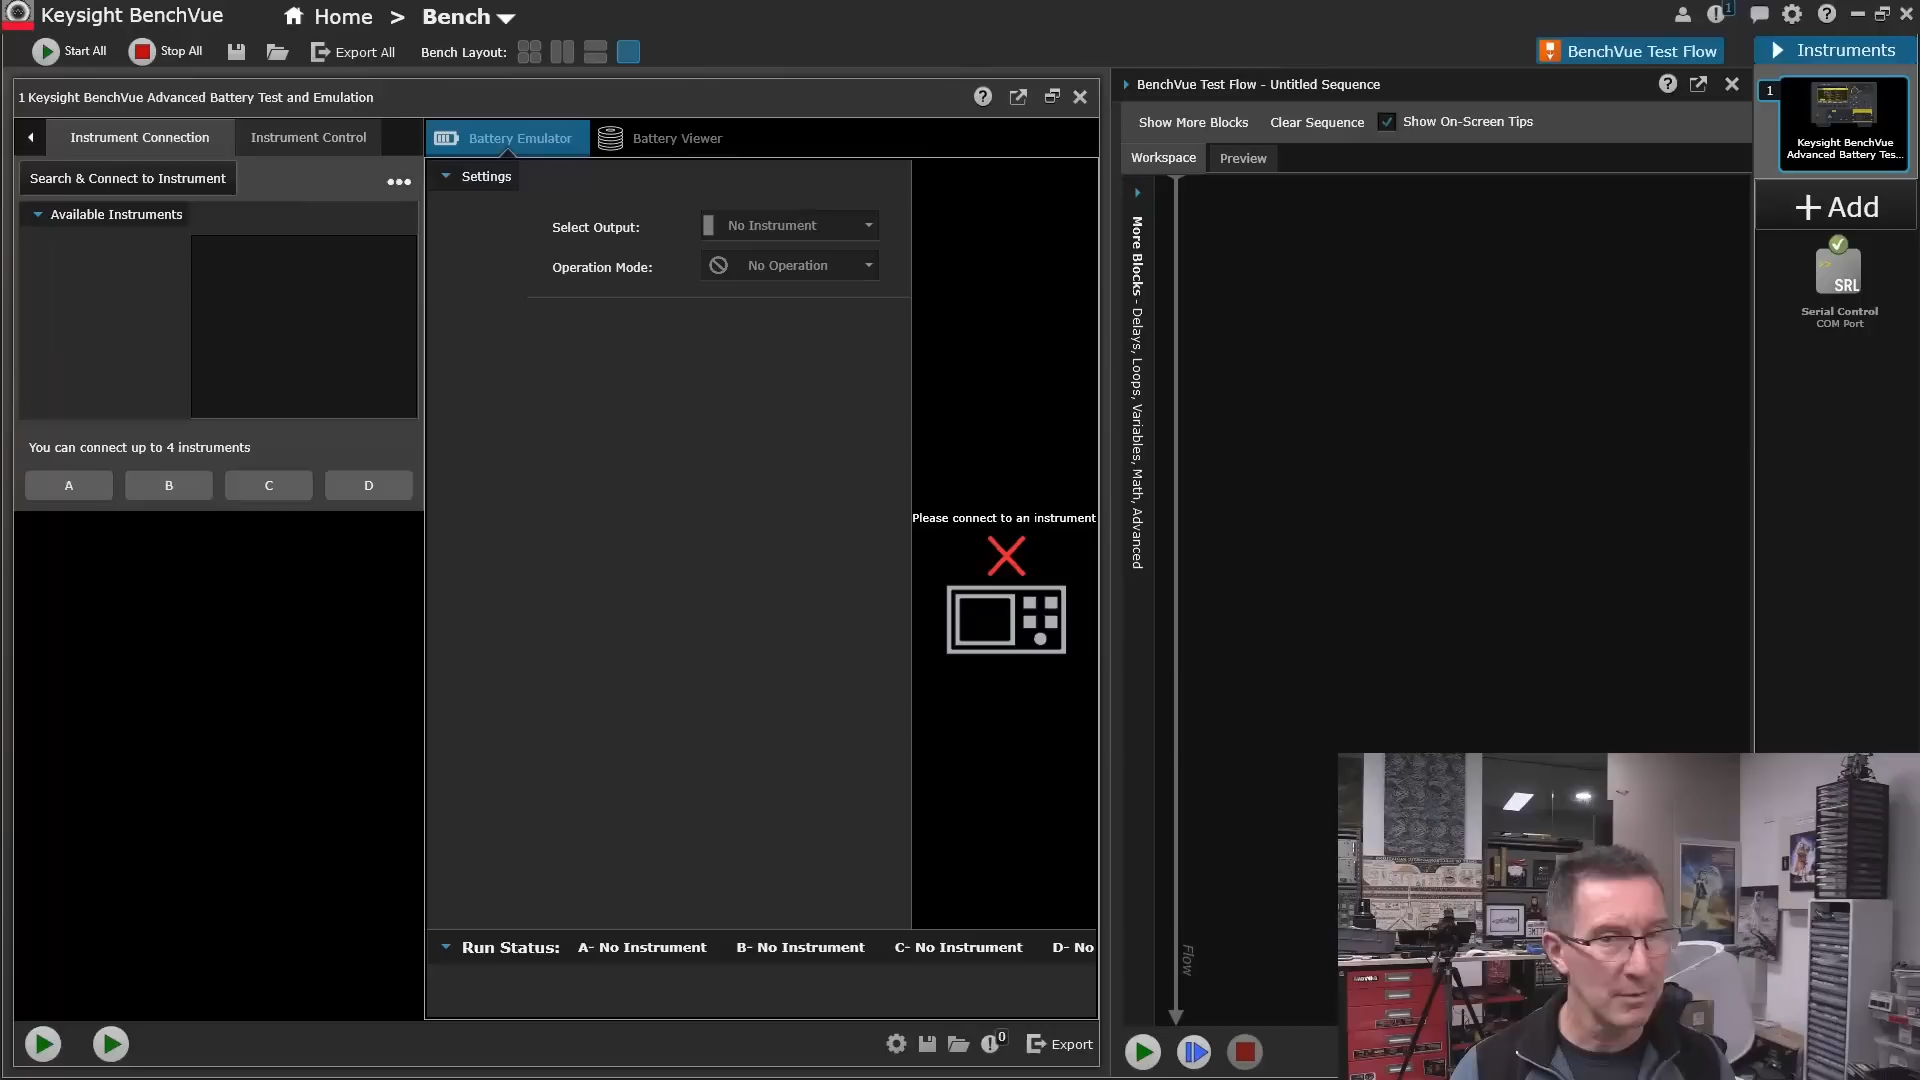 Keysight BenchVue
Home > Bench
1
Start All
Stop All
Export All
Bench Layout:
BenchVue Test Flow
Instruments
1 Keysight BenchVue Advanced Battery Test and Emulation
BenchVue Test Flow - Untitled Sequence
1
Keysight BenchVue
Advanced Battery Tes...
Instrument Connection
Instrument Control
Battery Emulator
Battery Viewer
Show More Blocks
Clear Sequence
Show On-Screen Tips
Workspace
Preview
Search & Connect to Instrument
Settings
Available Instruments
Select Output:
No Instrument
Operation Mode:
No Operation
+ Add
SRL
Serial Control
COM Port
More Blocks - Delays, Loops, Variables, Math, Advanced
You can connect up to 4 instruments
A
B
C
D
Please connect to an instrument
Run Status:
A- No Instrument
B- No Instrument
C- No Instrument
D- No
Flow
0
Export